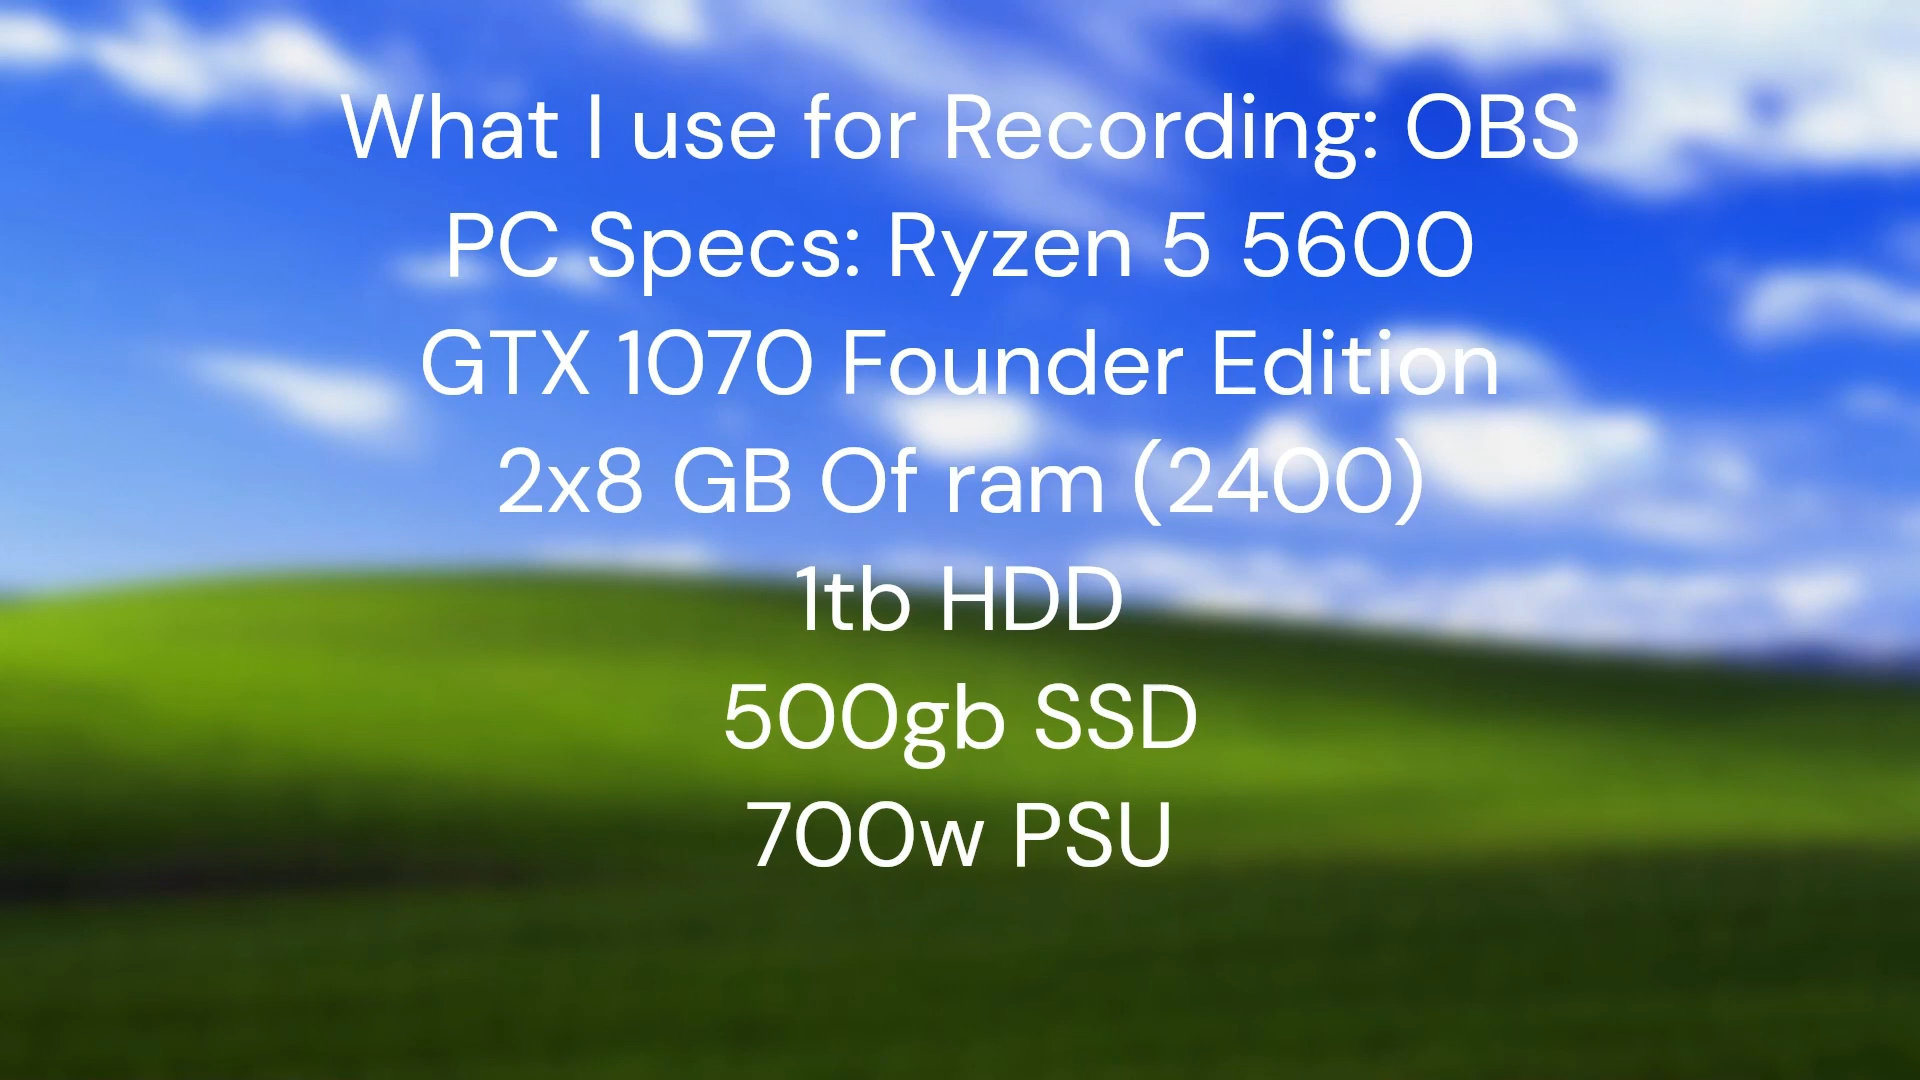 What I use for Recording: OBS
PC Specs: Ryzen 5 5600
GTX 1070 Founder Edition
2x8 GB Of ram (2400)
1tb HDD
500gb SSD
700w PSU